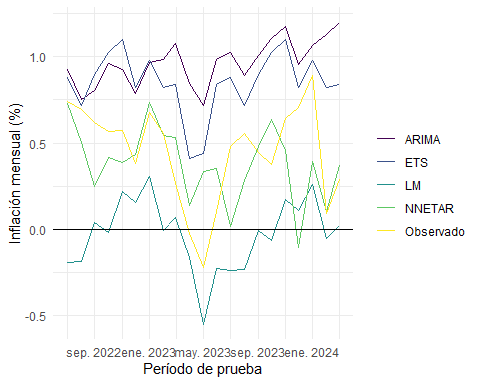 Inflación mensual (%)
1.0
0.5
0.0
-0.5
sep. 2022 ene. 2023 may. 2023 sep. 2023 ene. 2024
Período de prueba
ARIMA
ETS
LM
NNETAR
Observado